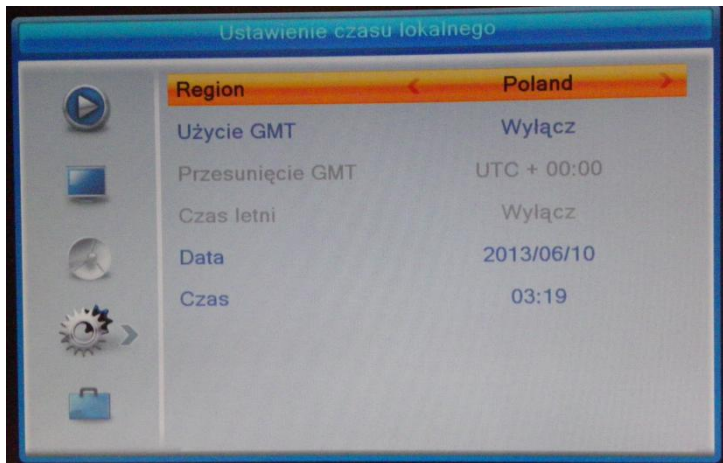 Ustawienie czasu lokalnego
Region Poland
Użycie GMT Wyłącz
Przesunięcie GMT UTC + 00:00
Czas letni Wyłącz
Data 2013/06/10
Czas 03:19